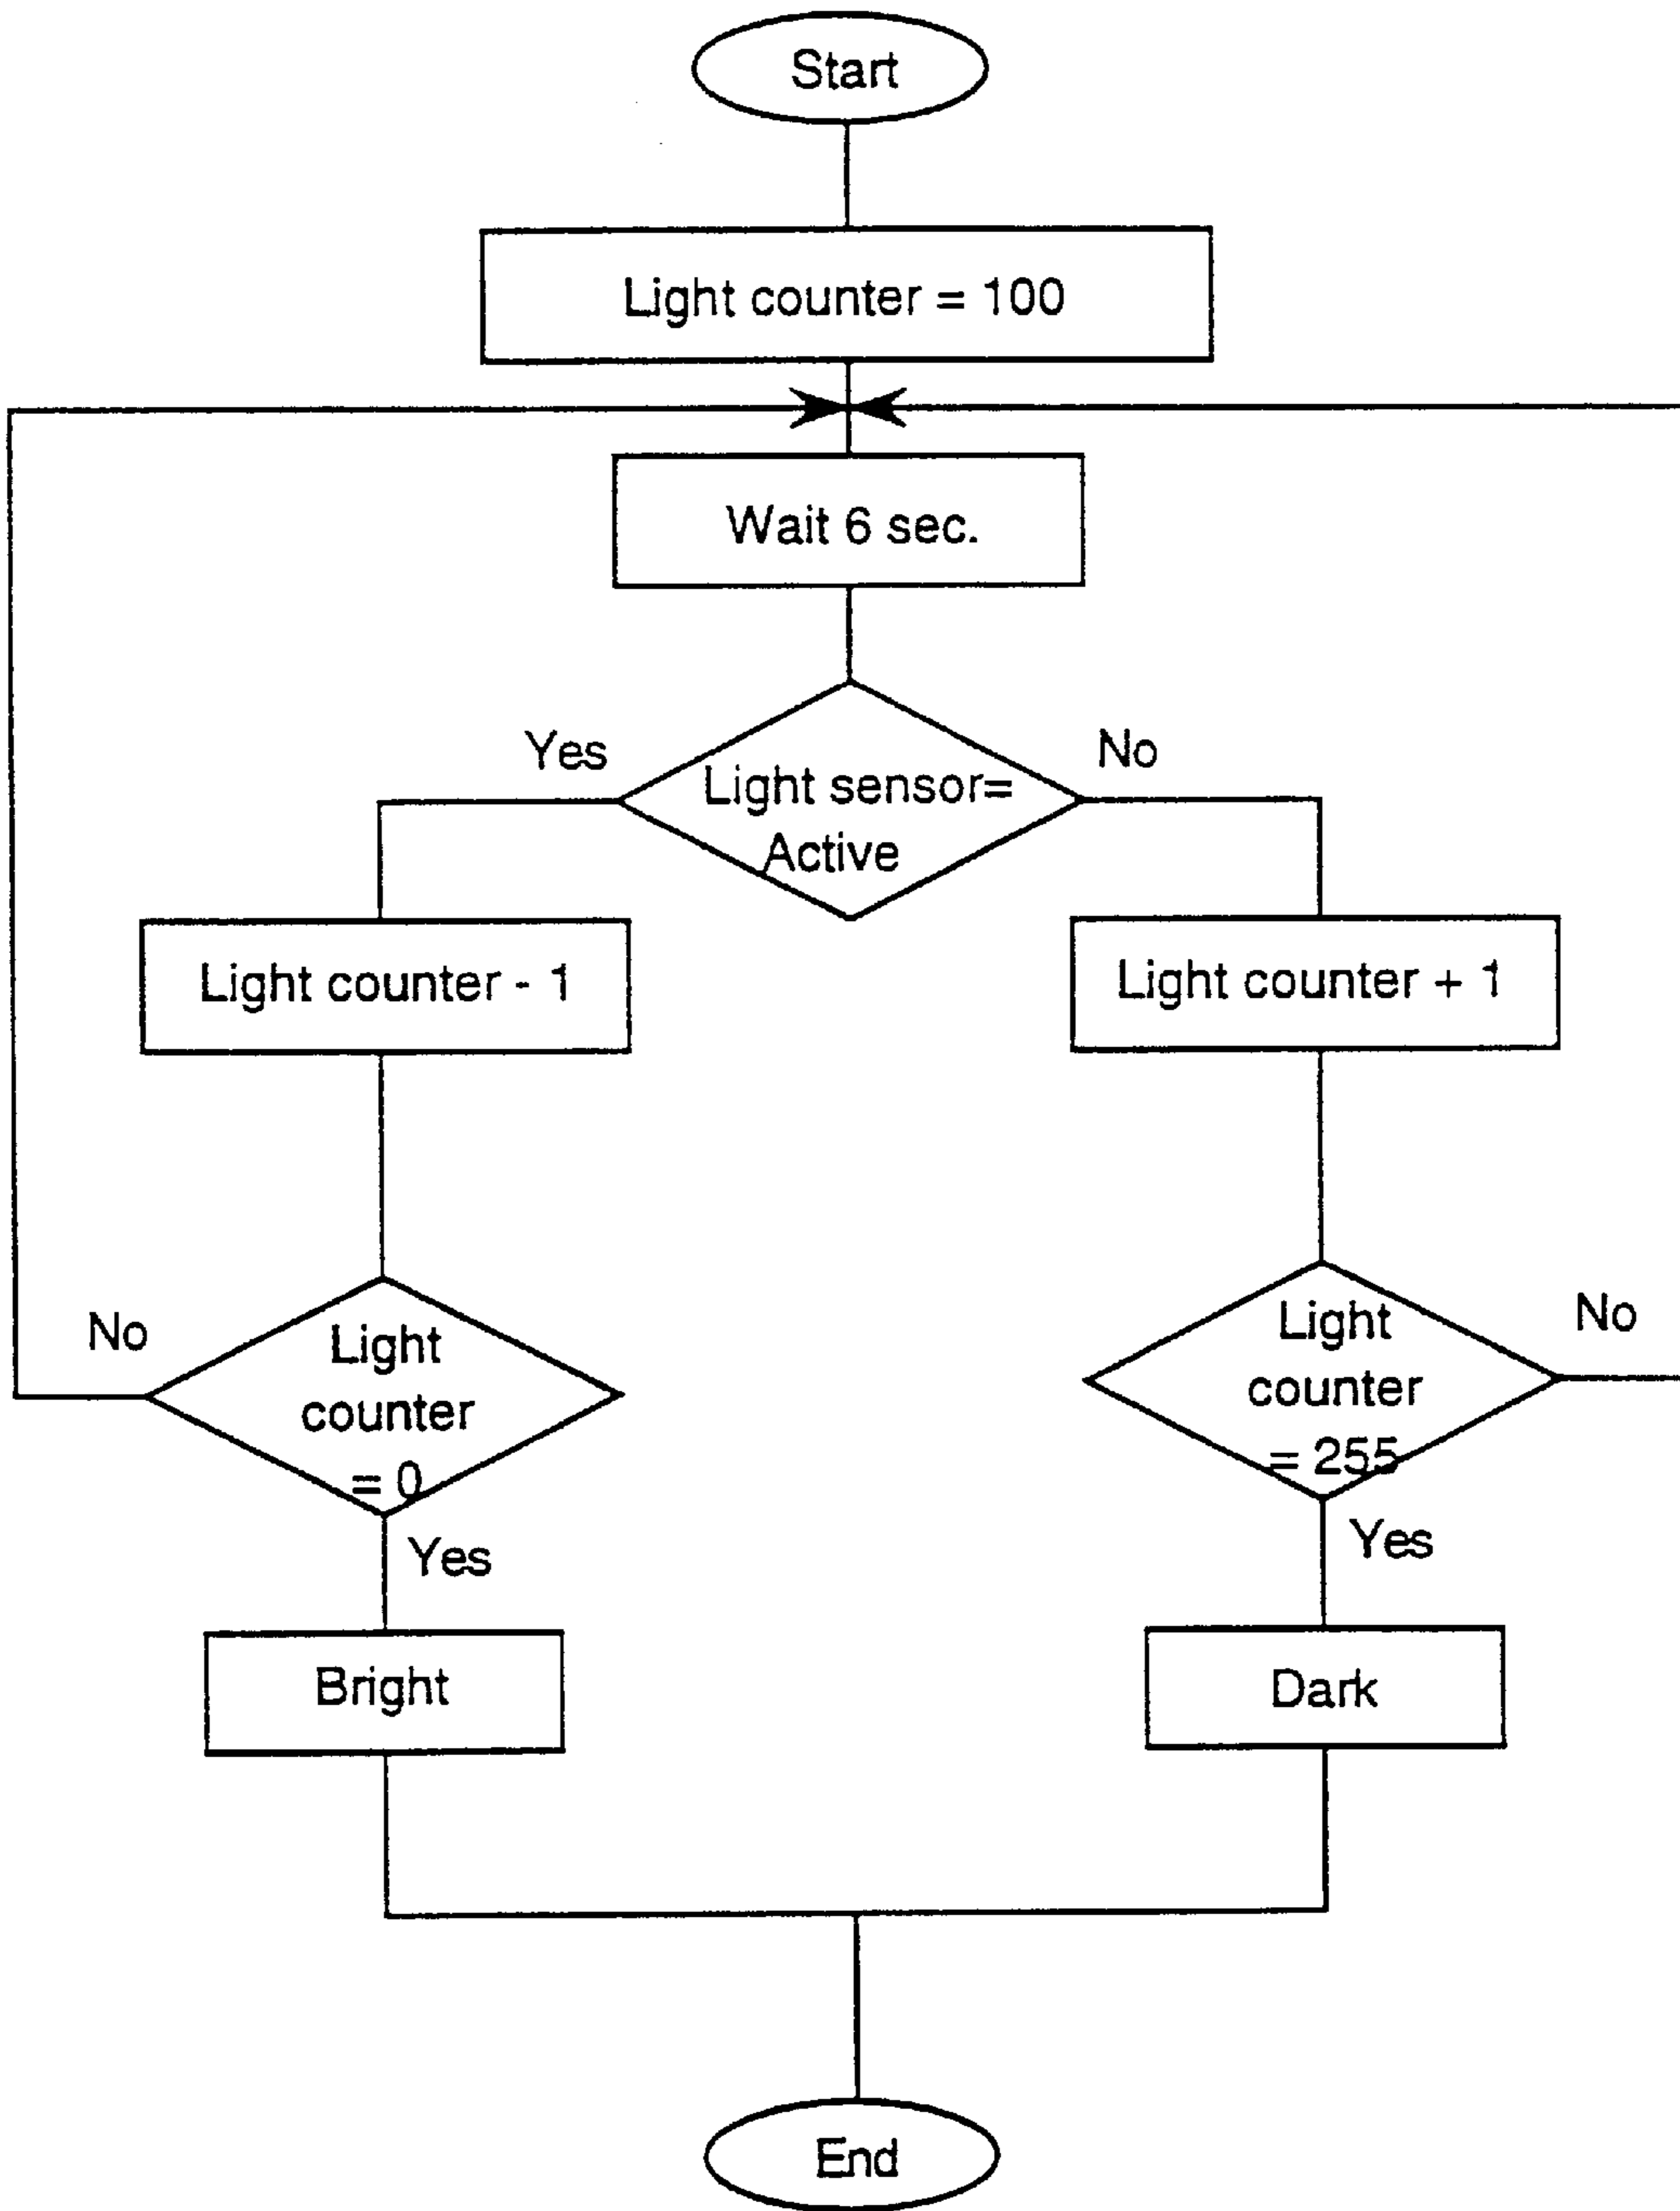 Start
Light counter = 100
Wait 6 sec.
Yes
No
Light sensor=
Active
Light counter - 1
Light counter + 1
No
Light
counter
= 0
Yes
Light
counter
= 255
No
Yes
Bright
Dark
End